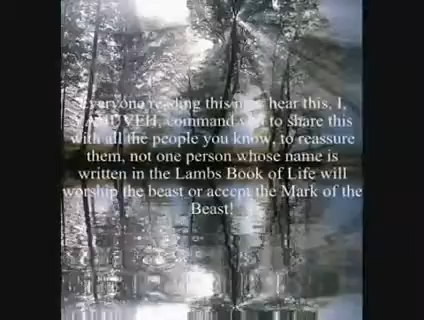 Everyone reading this must hear this, I,
YAHUVEH, command you to share this
with all the people you know, to reassure
them, not one person whose name is
written in the Lambs Book of Life will
worship the beast or accept the Mark of the
Beast!